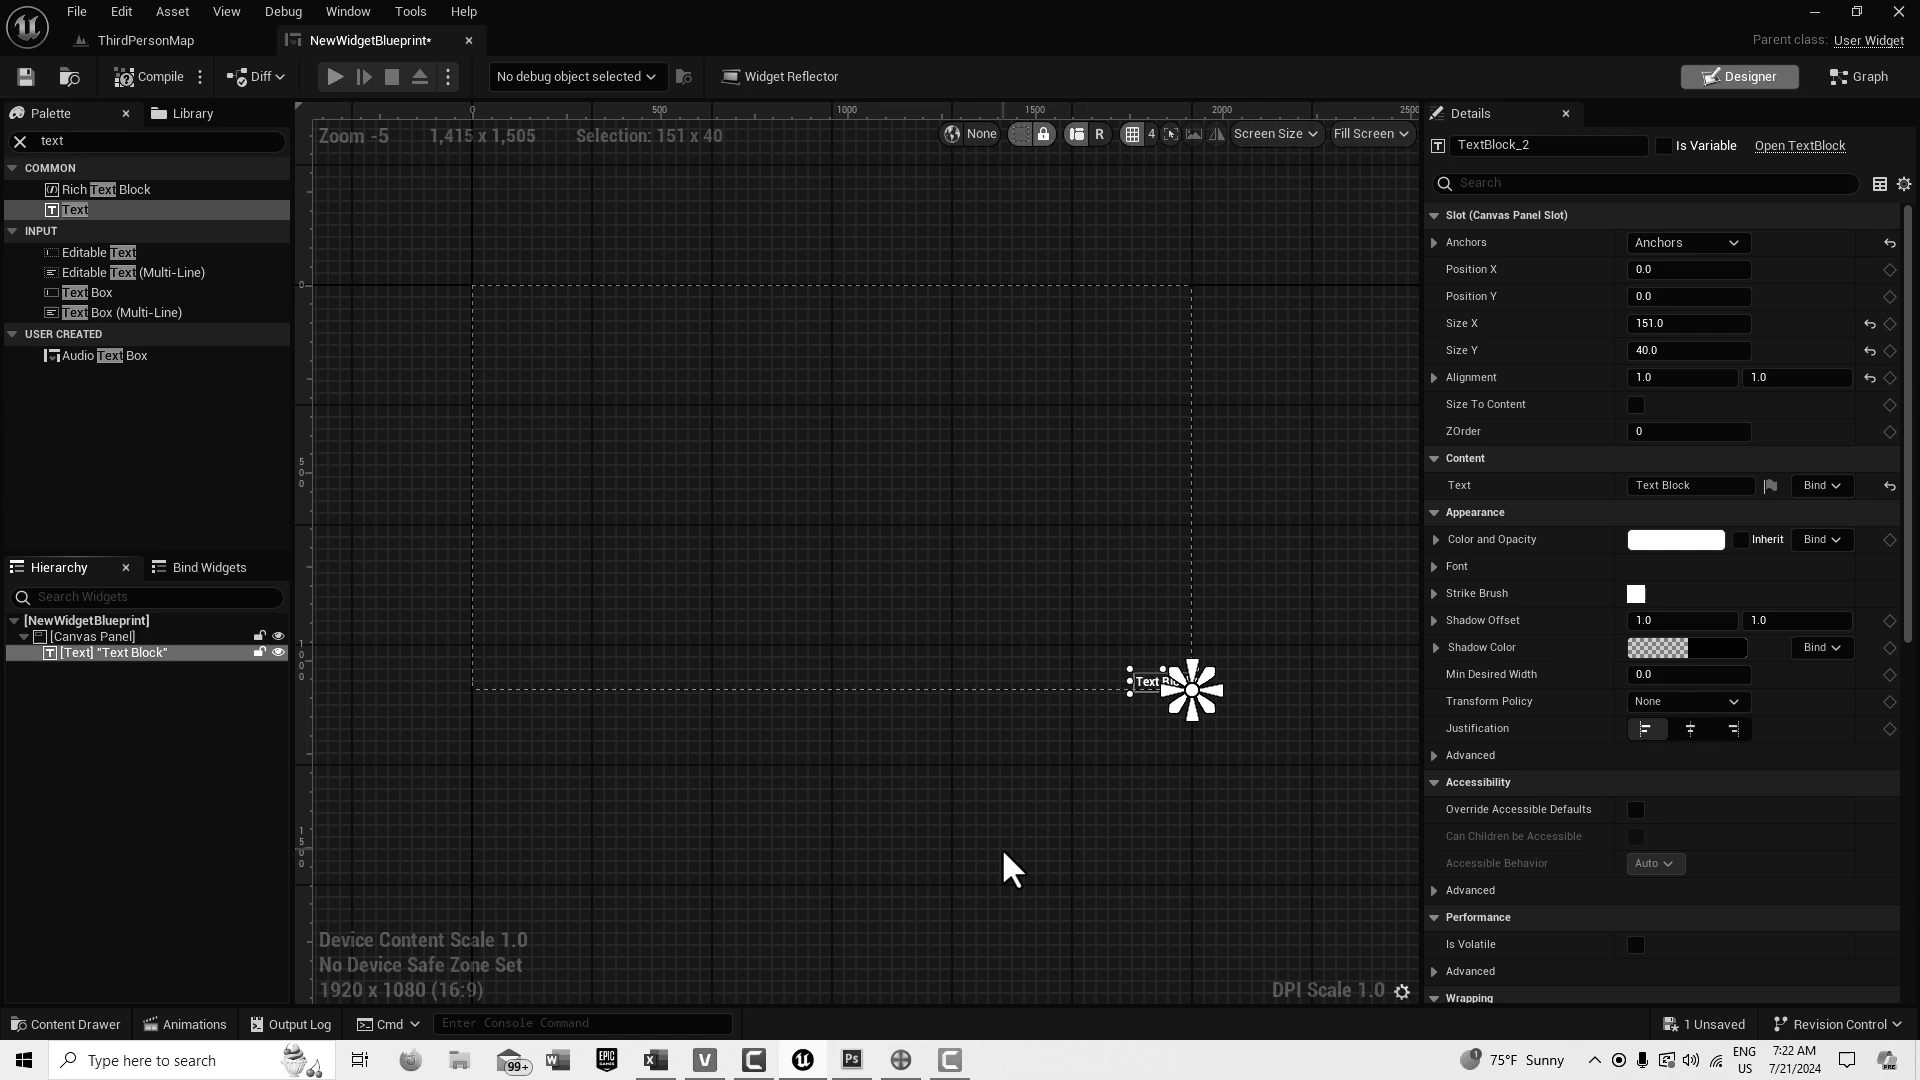 File Edit Asset View Debug Window Tools Help
ThirdPersonMap NewWidgetBlueprint*
Parent class: User Widget
Compile Diff No debug object selected Widget Reflector Designer Graph
Palette Library
text
COMMON
Rich Text Block
Text
INPUT
Editable Text
Editable Text (Multi-Line)
Text Box
Text Box (Multi-Line)
USER CREATED
Audio Text Box
Hierarchy Bind Widgets
Search Widgets
[NewWidgetBlueprint]
[Canvas Panel]
[Text] "Text Block"
0 500 1000 1500 2000 2500
Zoom -5 1,415 x 1,505 Selection: 151 x 40
None R 4 Screen Size Fill Screen
0
500
1000
1500
Device Content Scale 1.0
No Device Safe Zone Set
1920 x 1080 (16:9)
DPI Scale 1.0
Details
TextBlock_2 Is Variable Open TextBlock
Search
Slot (Canvas Panel Slot)
Anchors Anchors
Position X 0.0
Position Y 0.0
Size X 151.0
Size Y 40.0
Alignment 1.0 1.0
Size To Content
ZOrder 0
Content
Text Text Block Bind
Appearance
Color and Opacity Inherit Bind
Font
Strike Brush
Shadow Offset 1.0 1.0
Shadow Color Bind
Min Desired Width 0.0
Transform Policy None
Justification
Advanced
Accessibility
Override Accessible Defaults
Can Children be Accessible
Accessible Behavior Auto
Advanced
Performance
Is Volatile
Advanced
Wrapping
Content Drawer Animations Output Log Cmd Enter Console Command 1 Unsaved Revision Control
Type here to search 99+ 75°F Sunny ENG US 7:22 AM 7/21/2024